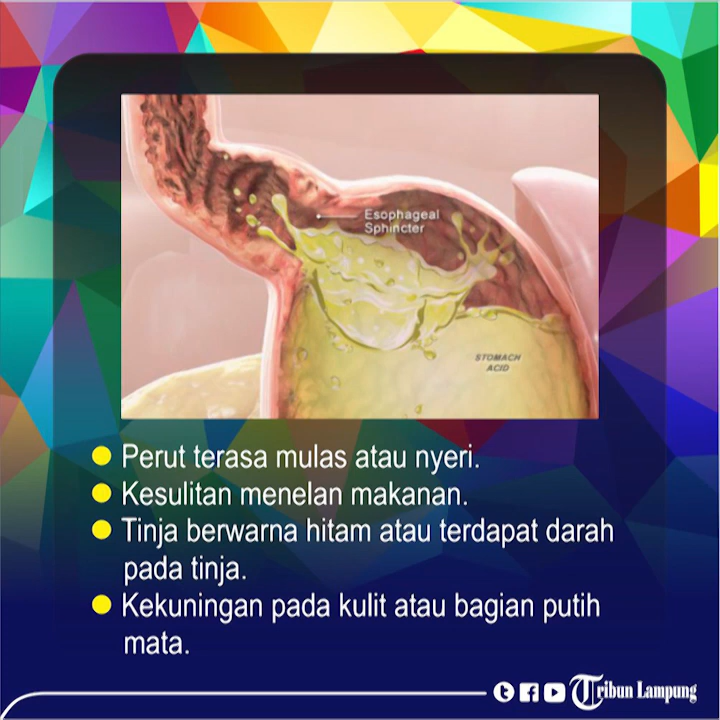 Esophageal
Sphincter
STOMACH
ACID
Perut terasa mulas atau nyeri.
Kesulitan menelan makanan.
Tinja berwarna hitam atau terdapat darah
pada tinja.
Kekuningan pada kulit atau bagian putih
mata.
Tribun Lampung